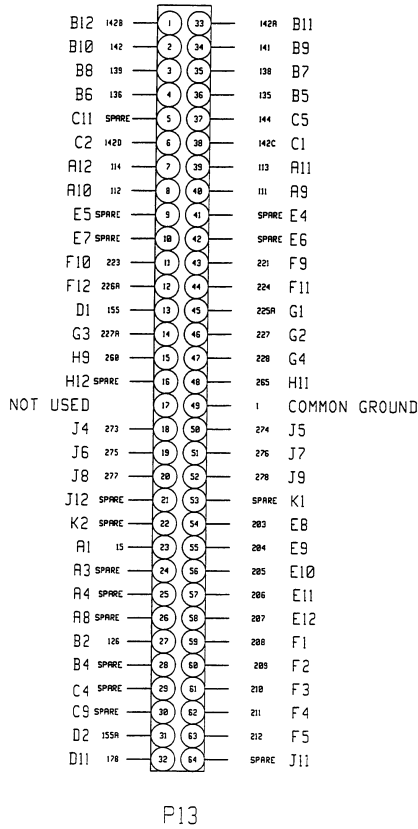 B12 142B 1 33 142A B11
B10 142 2 34 141 B9
B8 139 3 35 138 B7
B6 136 4 36 135 B5
C11 SPARE 5 37 144 C5
C2 142D 6 38 142C C1
A12 114 7 39 113 A11
A10 112 8 40 111 A9
E5 SPARE 9 41 SPARE E4
E7 SPARE 10 42 SPARE E6
F10 223 11 43 221 F9
F12 226A 12 44 224 F11
D1 155 13 45 225A G1
G3 227A 14 46 227 G2
H9 260 15 47 228 G4
H12 SPARE 16 48 265 H11
NOT USED 17 49 1 COMMON GROUND
J4 273 18 50 274 J5
J6 275 19 51 276 J7
J8 277 20 52 278 J9
J12 SPARE 21 53 SPARE K1
K2 SPARE 22 54 203 E8
A1 15 23 55 204 E9
A3 SPARE 24 56 205 E10
A4 SPARE 25 57 206 E11
A8 SPARE 26 58 207 E12
B2 126 27 59 208 F1
B4 SPARE 28 60 209 F2
C4 SPARE 29 61 210 F3
C9 SPARE 30 62 211 F4
D2 155A 31 63 212 F5
D11 178 32 64 SPARE J11
P13